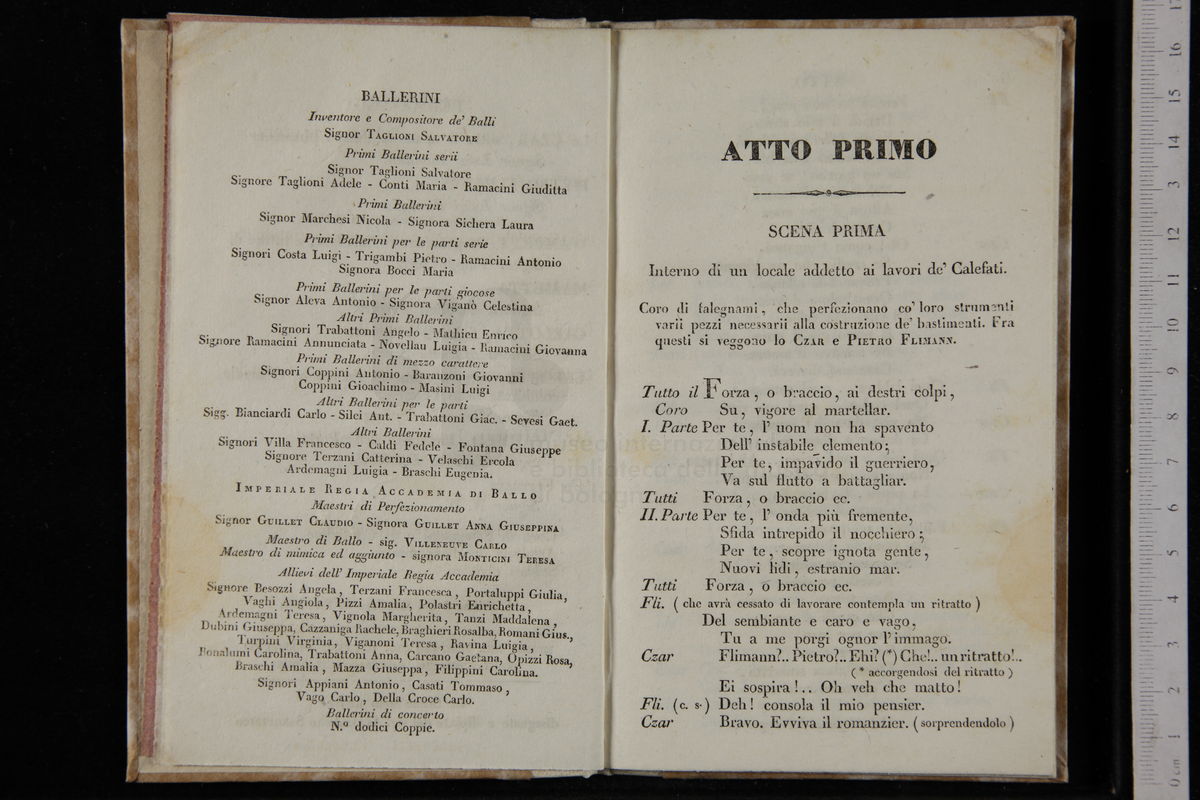 BALLERINI
Inventore e Compositore de' Balli
Signor TAGLIONI SALVATORE
Primi Ballerini serii
Signor Taglioni Salvatore
Signore Taglioni Adele - Conti Maria - Ramacini Giuditta
Primi Ballerini
Signor Marchesi Nicola - Signora Sichera Laura
Primi Ballerini per le parti serie
Signori Costa Luigi - Trigambi Pietro - Ramacini Antonio
Signora Bocci Maria
Primi Ballerini per le parti giocose
Signor Aleva Antonio - Signora Viganò Celestina
Altri Primi Ballerini
Signori Trabattoni Angelo - Mathieu Enrico
Signore Ramacini Annunciata - Novellau Luigia - Ramacini Giovanna
Primi Ballerini di mezzo carattere
Signori Coppini Antonio - Baranzoni Giovanni
Coppini Gioachimo - Masini Luigi
Altri Ballerini per le parti
Sigg. Bianciardi Carlo - Silei Ant. - Trabattoni Giac. - Sevesi Gaet.
Altri Ballerini
Signori Villa Francesco - Caldi Fedele - Fontana Giuseppe
Signore Terzani Catterina - Velaschi Ercola
Ardemagni Luigia - Braschi Eugenia.
IMPERIALE REGIA ACCADEMIA DI BALLO
Maestri di Perfezionamento
Signor GUILLET CLAUDIO - Signora GUILLET ANNA GIUSEPPINA
Maestro di Ballo - sig. VILLENEUVE CARLO
Maestro di mimica ed aggiunto - signora MONTICINI TERESA
Allievi dell' Imperiale Regia Accademia
Signore Besozzi Angela, Terzani Francesca, Portaluppi Giulia,
Vaghi Angiola, Pizzi Amalia, Polastri Enrichetta,
Ardemagni Teresa, Vignola Margherita, Tanzi Maddalena,
Dubini Giuseppa, Cazzaniga Rachele, Braghieri Rosalba, Romani Gius.,
Turpini Virginia, Viganoni Teresa, Ravina Luigia,
Bonalumi Carolina, Trabattoni Anna, Carcano Gaetana, Opizzi Rosa,
Braschi Amalia, Mazza Giuseppa, Filippini Carolina.
Signori Appiani Antonio, Casati Tommaso,
Vago Carlo, Della Croce Carlo.
Ballerini di concerto
N.º dodici Coppie.
ATTO PRIMO
SCENA PRIMA
Interno di un locale addetto ai lavori de' Calefati.
Coro di falegnami, che perfezionano co' loro strumenti
varii pezzi necessarii alla costruzione de' bastimenti. Fra
questi si veggono lo CZAR e PIETRO FLIMANN.
Tutto il Forza, o braccio, ai destri colpi,
Coro Su, vigore al martellar.
I. Parte Per te, l' uom non ha spavento
Dell' instabile elemento;
Per te, impavido il guerriero,
Va sul flutto a battagliar.
Tutti Forza, o braccio ec.
II. Parte Per te, l' onda più fremente,
Sfida intrepido il nocchiero;
Per te, scopre ignota gente,
Nuovi lidi, estranio mar.
Tutti Forza, o braccio ec.
Fli. (che avrà cessato di lavorare contempla un ritratto)
Del sembiante e caro e vago,
Tu a me porgi ognor l' immago.
Czar Flimann?.. Pietro?.. Ehi? (*) Che!.. un ritratto!..
(* accorgendosi del ritratto)
Ei sospira!.. Oh veh che matto!
Fli. (c. s.) Deh! consola il mio pensier.
Czar Bravo. Evviva il romanzier. (sorprendendolo)